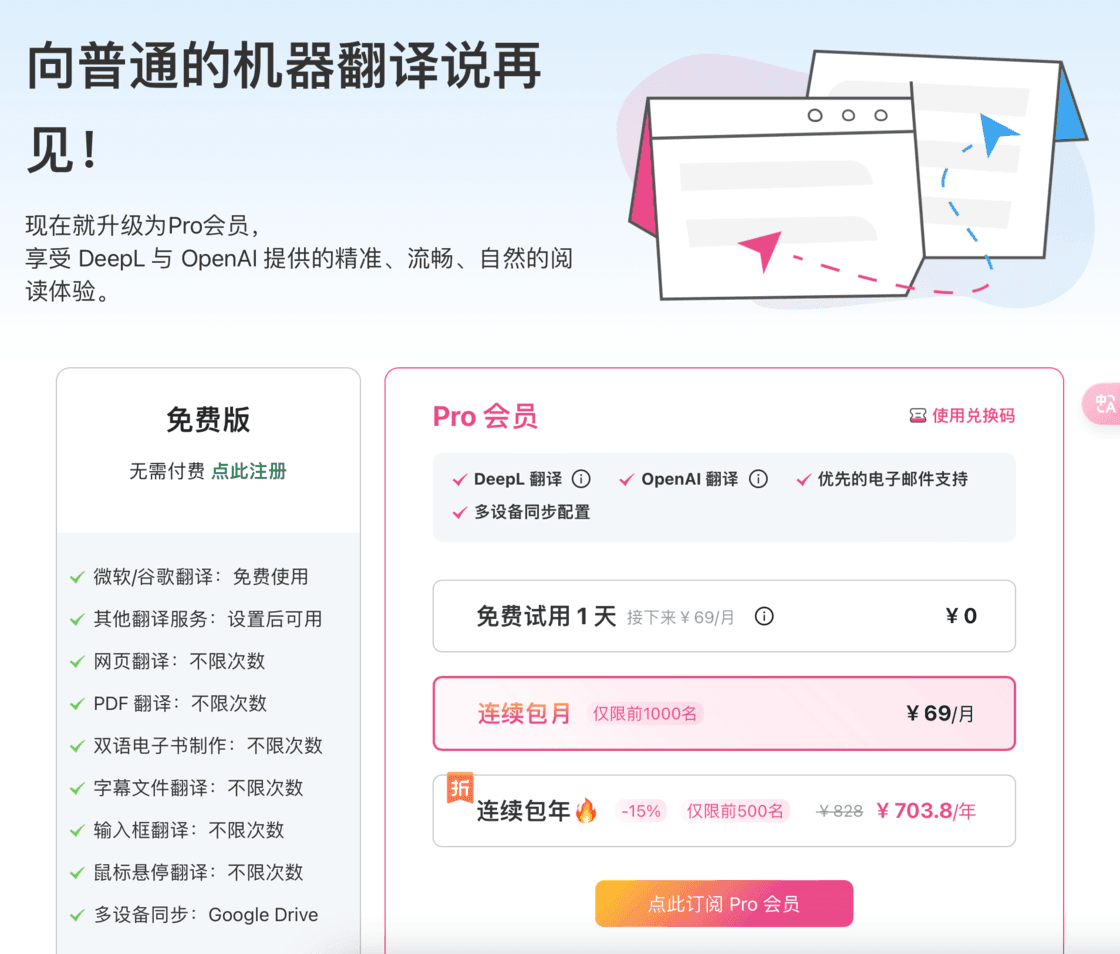 向普通的机器翻译说再
见！
现在就升级为Pro会员，
享受 DeepL 与 OpenAI 提供的精准、流畅、自然的阅
读体验。
免费版
无需付费 点此注册
微软/谷歌翻译：免费使用
其他翻译服务：设置后可用
网页翻译：不限次数
PDF 翻译：不限次数
双语电子书制作：不限次数
字幕文件翻译：不限次数
输入框翻译：不限次数
鼠标悬停翻译：不限次数
多设备同步：Google Drive
Pro 会员 使用兑换码
DeepL 翻译 OpenAI 翻译 优先的电子邮件支持
多设备同步配置
免费试用 1 天 接下来￥69/月 ￥0
连续包月 仅限前1000名 ￥69/月
折 连续包年🔥 -15% 仅限前500名 ￥828 ￥703.8/年
点此订阅 Pro 会员
中 A